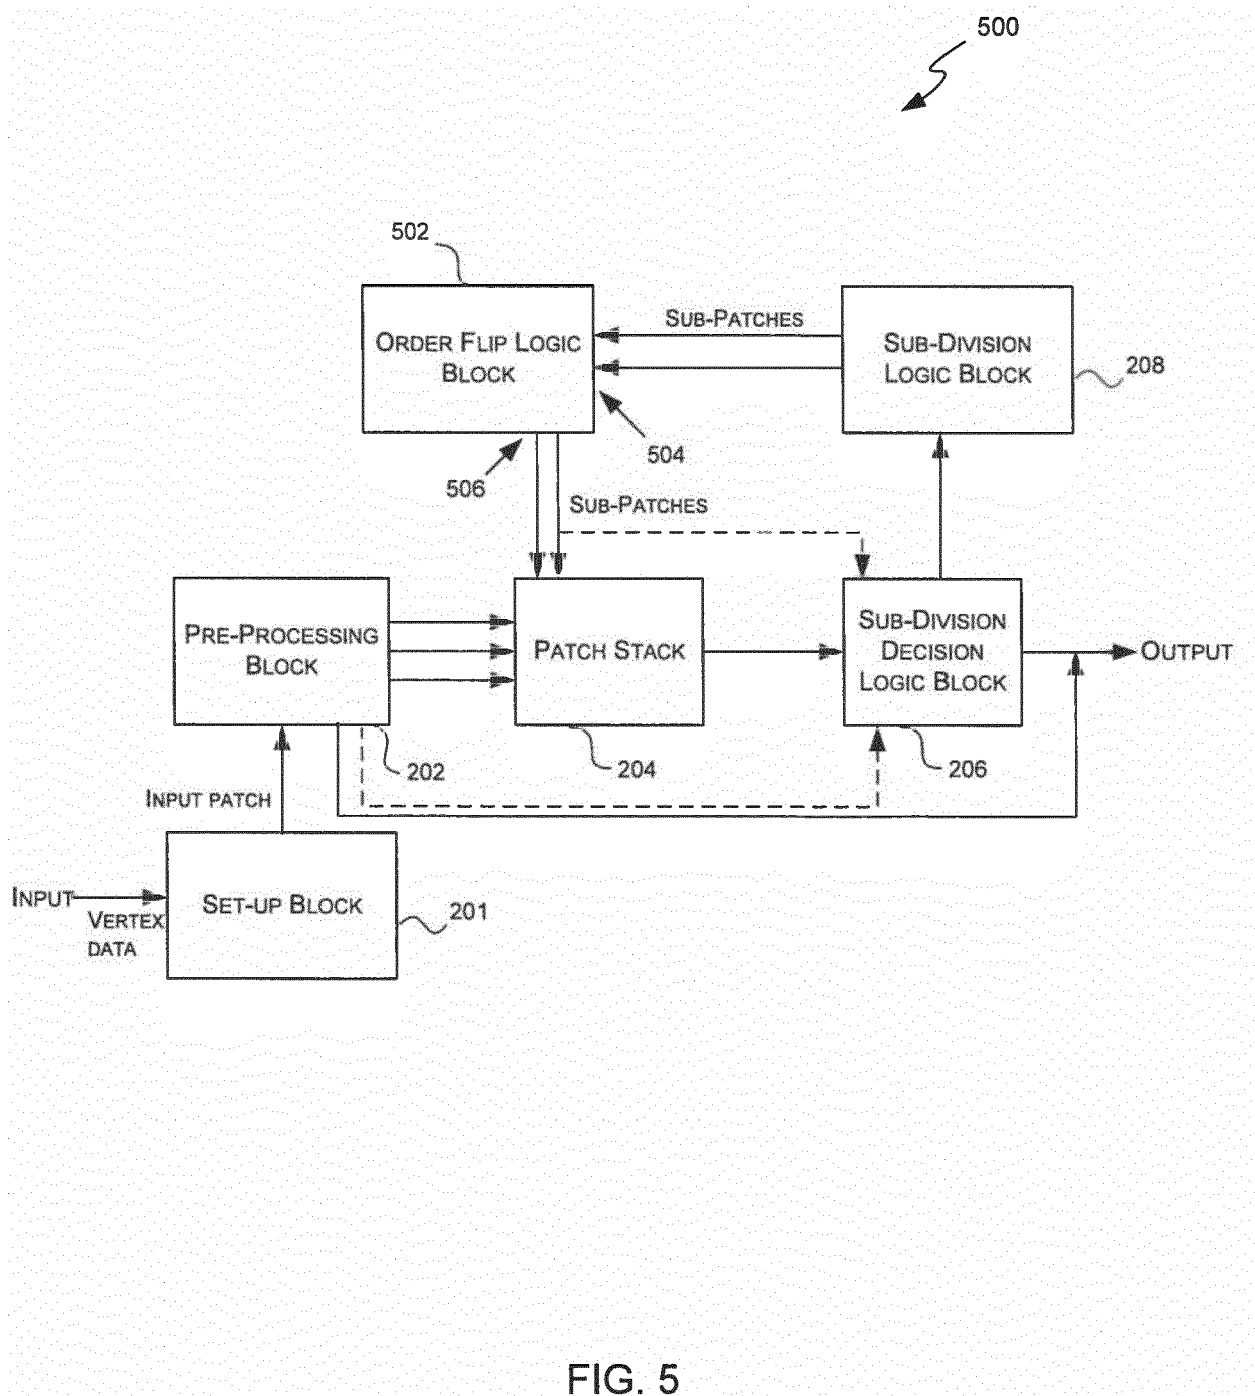 500
502
ORDER FLIP LOGIC
BLOCK
SUB-PATCHES
SUB-DIVISION
LOGIC BLOCK
208
504
506
SUB-PATCHES
PRE-PROCESSING
BLOCK
PATCH STACK
SUB-DIVISION
DECISION
LOGIC BLOCK
OUTPUT
202
204
206
INPUT PATCH
INPUT
VERTEX
DATA
SET-UP BLOCK
201
FIG. 5